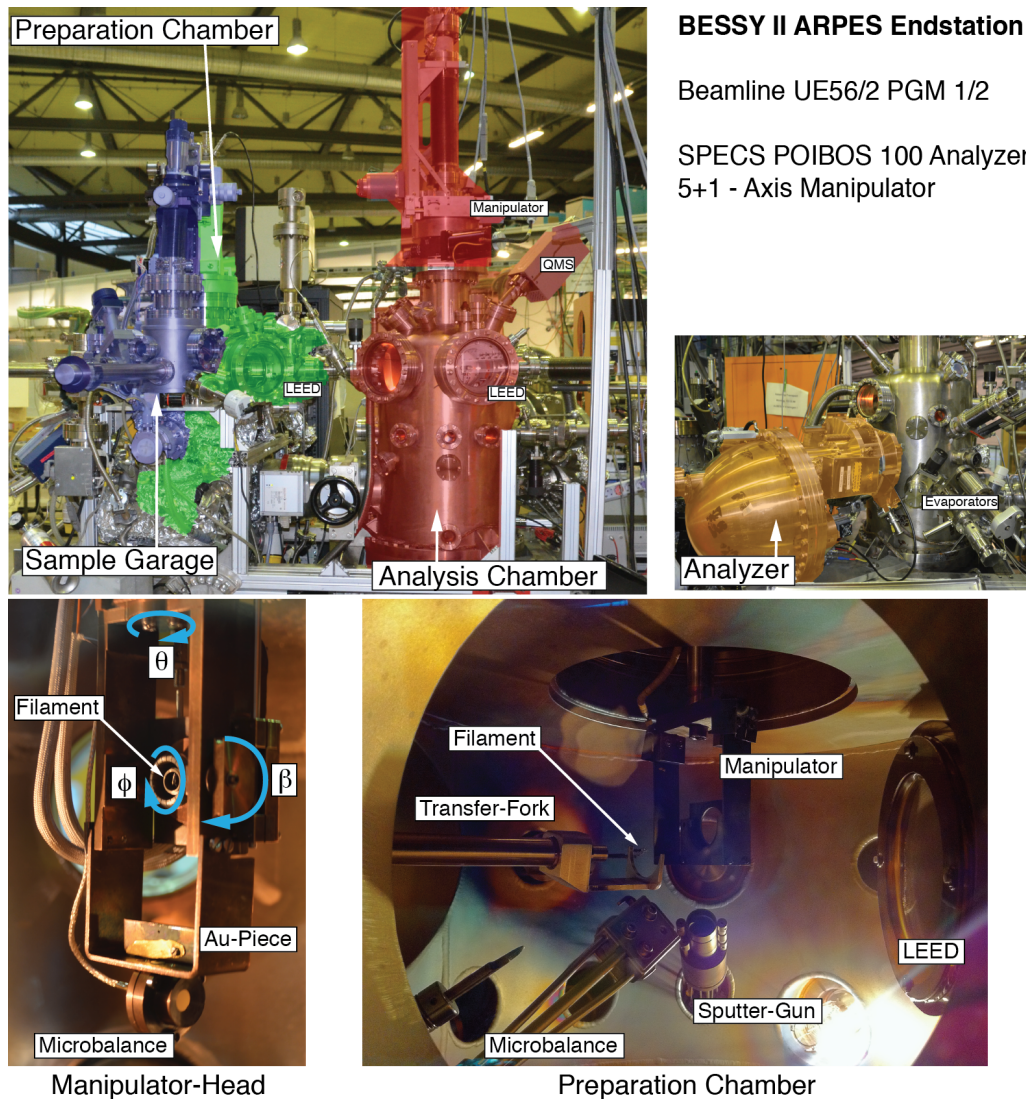 Preparation Chamber
BESSY II ARPES Endstation
Beamline UE56/2 PGM 1/2
SPECS POIBOS 100 Analyzer
5+1 - Axis Manipulator
Manipulator
QMS
LEED
LEED
Sample Garage
Analysis Chamber
Evaporators
Analyzer
θ
Filament
ϕ
β
Au-Piece
Microbalance
Manipulator-Head
Filament
Manipulator
Transfer-Fork
LEED
Sputter-Gun
Microbalance
Preparation Chamber